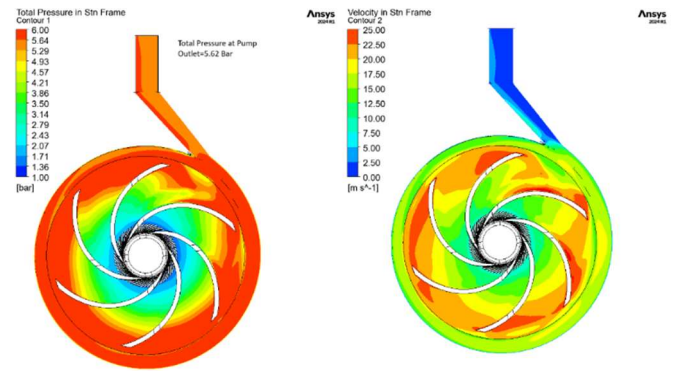 Total Pressure in Stn Frame
Contour 1
6.00
5.64
5.29
4.93
4.57
4.21
3.86
3.50
3.14
2.79
2.43
2.07
1.71
1.36
1.00
[bar]
Total Pressure at Pump
Outlet=5.62 Bar
Ansys
2024 R1
Velocity in Stn Frame
Contour 2
25.00
22.50
20.00
17.50
15.00
12.50
10.00
7.50
5.00
2.50
0.00
[m s^-1]
Ansys
2024 R1